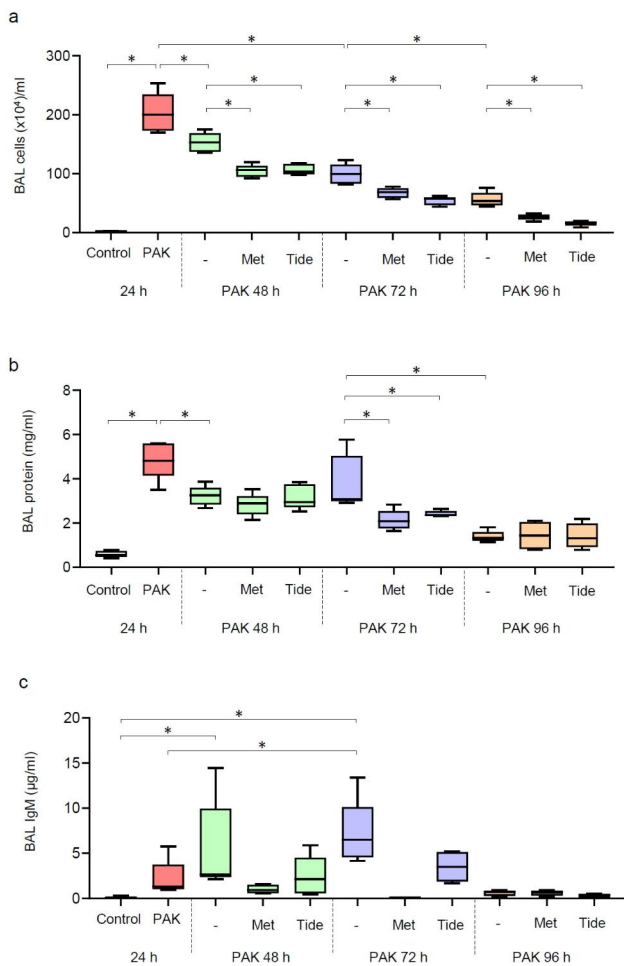 a
* * * * * * * * * * *
BAL cells (x10⁴)/ml
300
200
100
0
Control PAK - Met Tide - Met Tide - Met Tide
24 h PAK 48 h PAK 72 h PAK 96 h
b
* * * * *
BAL protein (mg/ml)
8
6
4
2
0
Control PAK - Met Tide - Met Tide - Met Tide
24 h PAK 48 h PAK 72 h PAK 96 h
c
* * *
BAL IgM (µg/ml)
20
15
10
5
0
Control PAK - Met Tide - Met Tide - Met Tide
24 h PAK 48 h PAK 72 h PAK 96 h